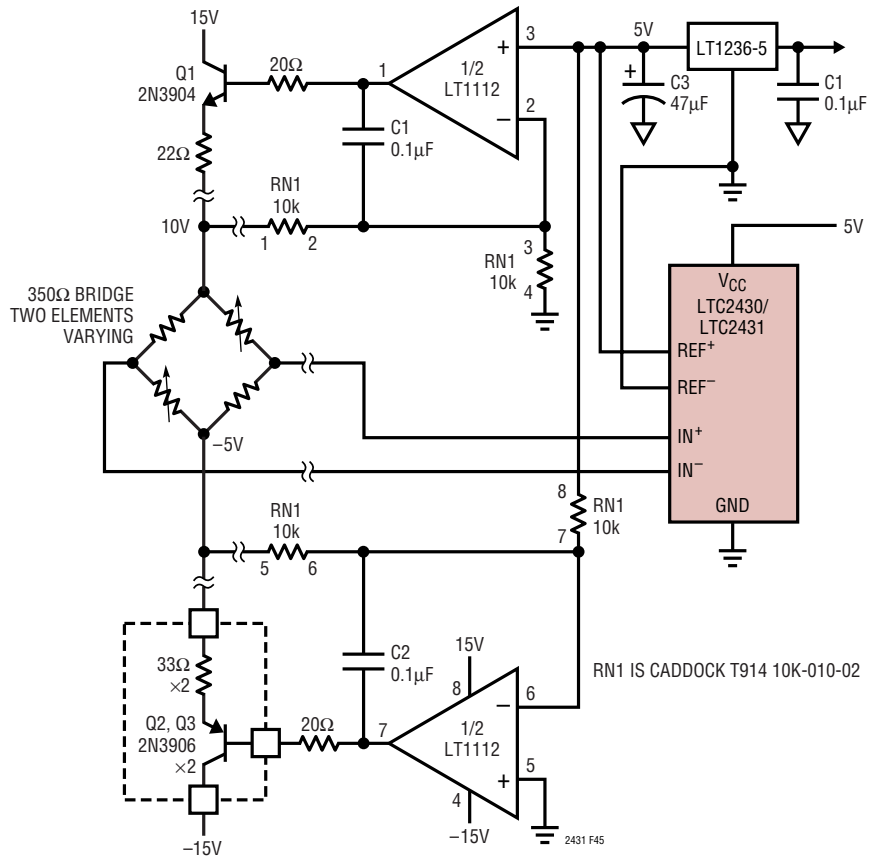 15V
Q1
2N3904
20Ω
1
1/2
LT1112
+
−
3
2
5V
LT1236-5
+
C3
47µF
C1
0.1µF
C1
0.1µF
22Ω
10V
RN1
10k
1
2
RN1
10k
3
4
5V
350Ω BRIDGE
TWO ELEMENTS
VARYING
VCC
LTC2430/
LTC2431
REF+
REF−
IN+
IN−
GND
−5V
RN1
10k
5
6
8
7
RN1
10k
33Ω
×2
Q2, Q3
2N3906
×2
20Ω
C2
0.1µF
7
15V
8
1/2
LT1112
−
+
6
5
4
−15V
RN1 IS CADDOCK T914 10K-010-02
−15V
2431 F45